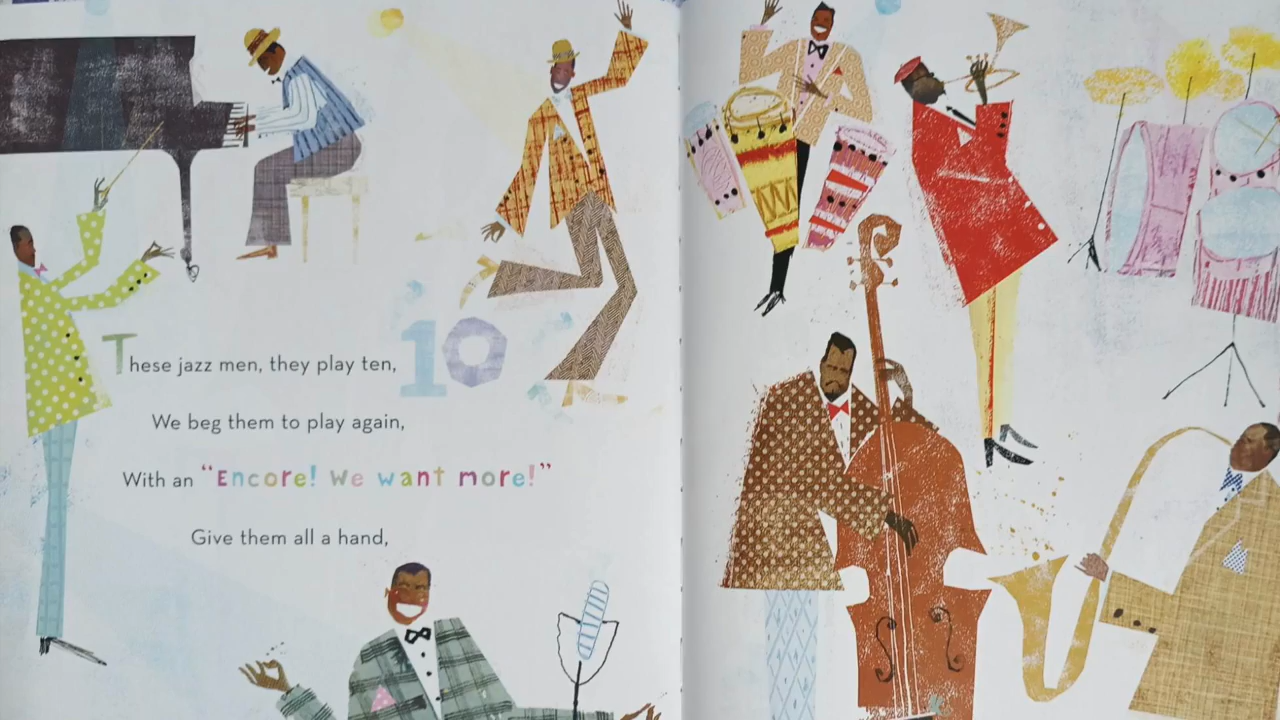 These jazz men, they play ten, 10
We beg them to play again,
With an "Encore! We want more!"
Give them all a hand,